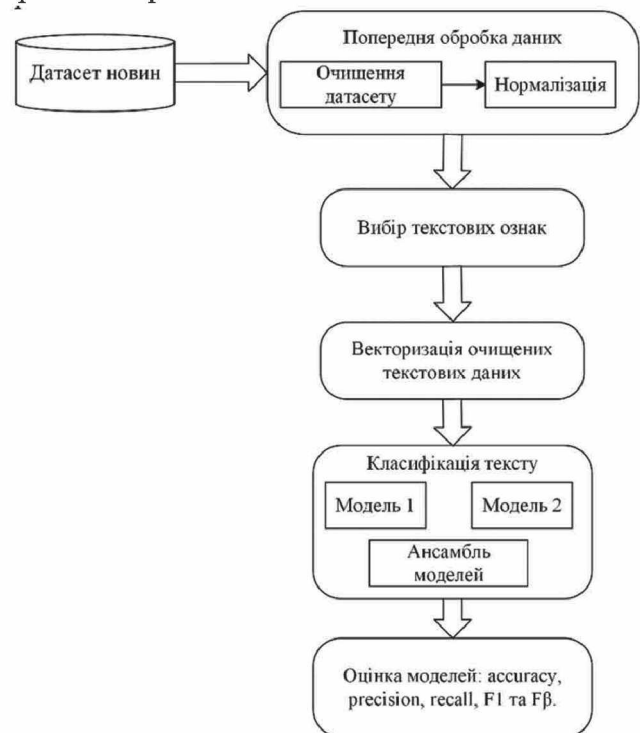 Датасет новин
Попередня обробка даних
Очищення
датасету
Нормалізація
Вибір текстових ознак
Векторизація очищених
текстових даних
Класифікація тексту
Модель 1
Модель 2
Ансамбль
моделей
Оцінка моделей: accuracy,
precision, recall, F1 та Fβ.